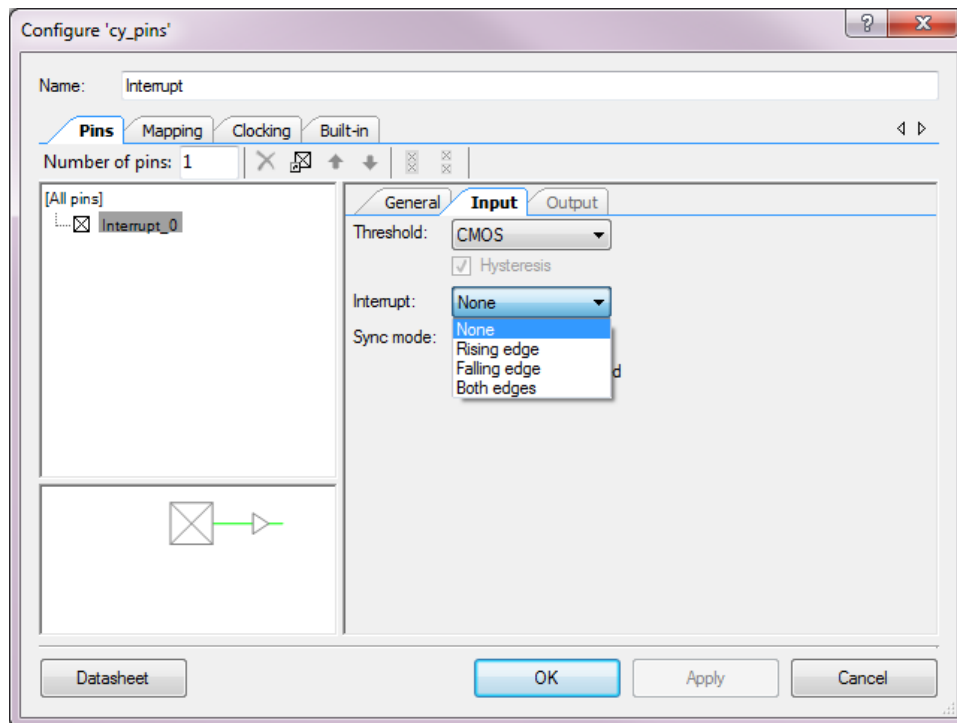 Configure 'cy_pins'
Name: Interrupt
Pins Mapping Clocking Built-in
Number of pins: 1
[All pins]
Interrupt_0
General Input Output
Threshold: CMOS
Hysteresis
Interrupt: None
None
Sync mode:
Rising edge
Falling edge
d
Both edges
Datasheet OK Apply Cancel